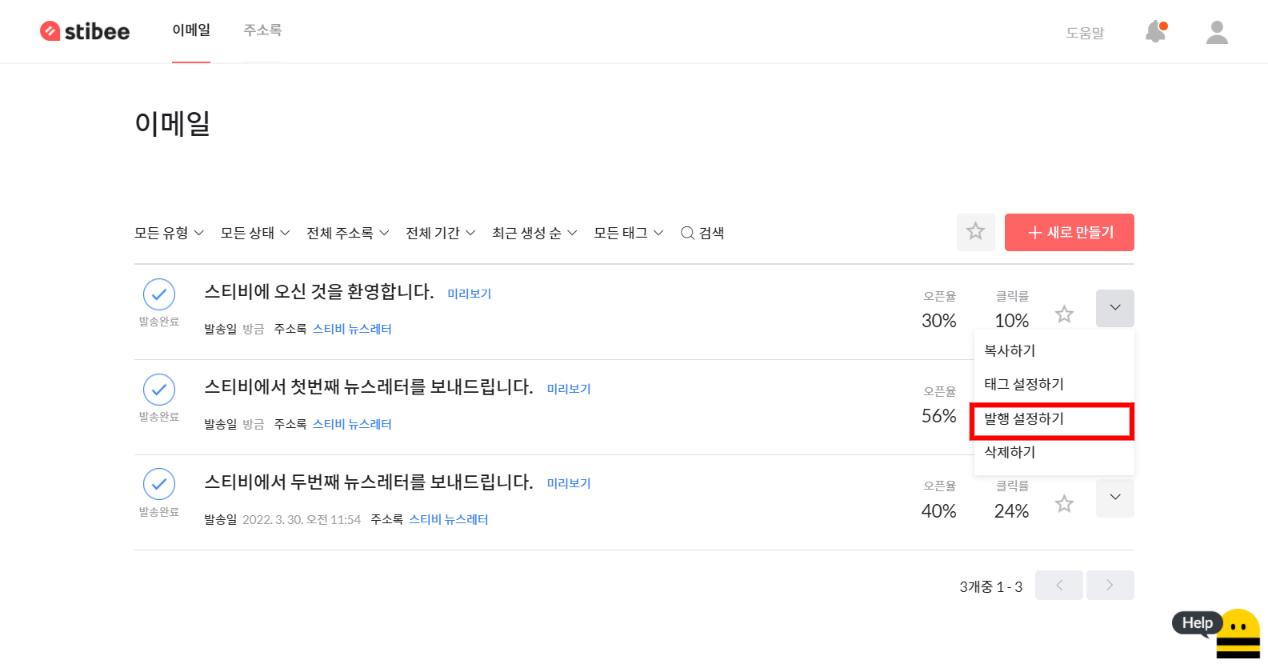 stibee 이메일 주소록 도움말
이메일
모든 유형 모든 상태 전체 주소록 전체 기간 최근 생성 순 모든 태그 검색 새로 만들기
스티비에 오신 것을 환영합니다. 미리보기 오픈율 클릭률
발송완료 30% 10%
발송일 방금 주소록 스티비 뉴스레터
복사하기
태그 설정하기
발행 설정하기
삭제하기
스티비에서 첫번째 뉴스레터를 보내드립니다. 미리보기 오픈율
발송완료 56%
발송일 방금 주소록 스티비 뉴스레터
스티비에서 두번째 뉴스레터를 보내드립니다. 미리보기 오픈율 클릭률
발송완료 40% 24%
발송일 2022. 3. 30. 오전 11:54 주소록 스티비 뉴스레터
3개중 1 - 3
Help